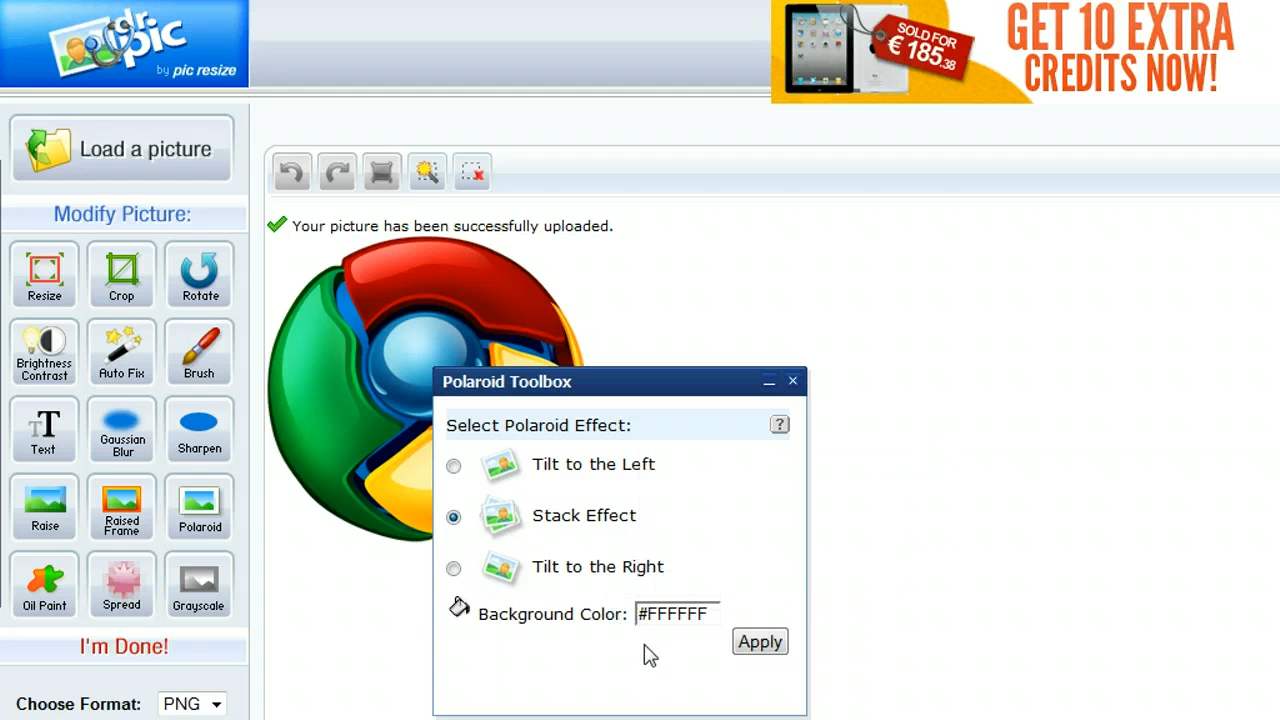 dr.
pic
by pic resize
SOLD FOR
€ 185.38
GET 10 EXTRA
CREDITS NOW!
Load a picture
Modify Picture:
Resize
Crop
Rotate
Brightness
Contrast
Auto Fix
Brush
T
T
Text
Gaussian
Blur
Sharpen
Raise
Raised
Frame
Polaroid
Oil Paint
Spread
Grayscale
I'm Done!
Choose Format: PNG
Your picture has been successfully uploaded.
Polaroid Toolbox
Select Polaroid Effect:
?
Tilt to the Left
Stack Effect
Tilt to the Right
Background Color: #FFFFFF
Apply